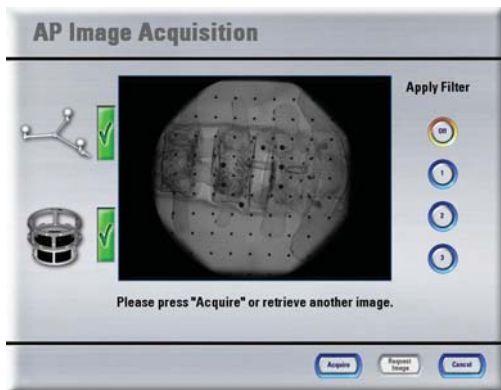 AP Image Acquisition
Apply Filter
Off
1
2
3
Please press "Acquire" or retrieve another image.
Acquire
Request
Image
Cancel